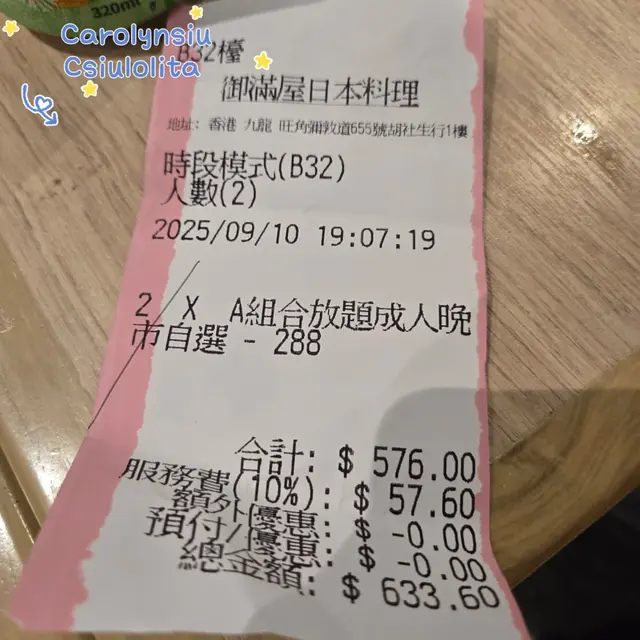 320ml
Carolynsiu
Csiulolita
B32檯
御滿屋日本料理
地址: 香港 九龍 旺角彌敦道655號胡社生行1樓
時段模式(B32)
人數(2)
2025/09/10 19:07:19
2 X A組合放題成人晚
市自選 - 288
合計: $ 576.00
服務費(10%): $ 57.60
額外優惠: $ -0.00
預付/優惠: $ -0.00
總金額: $ 633.60